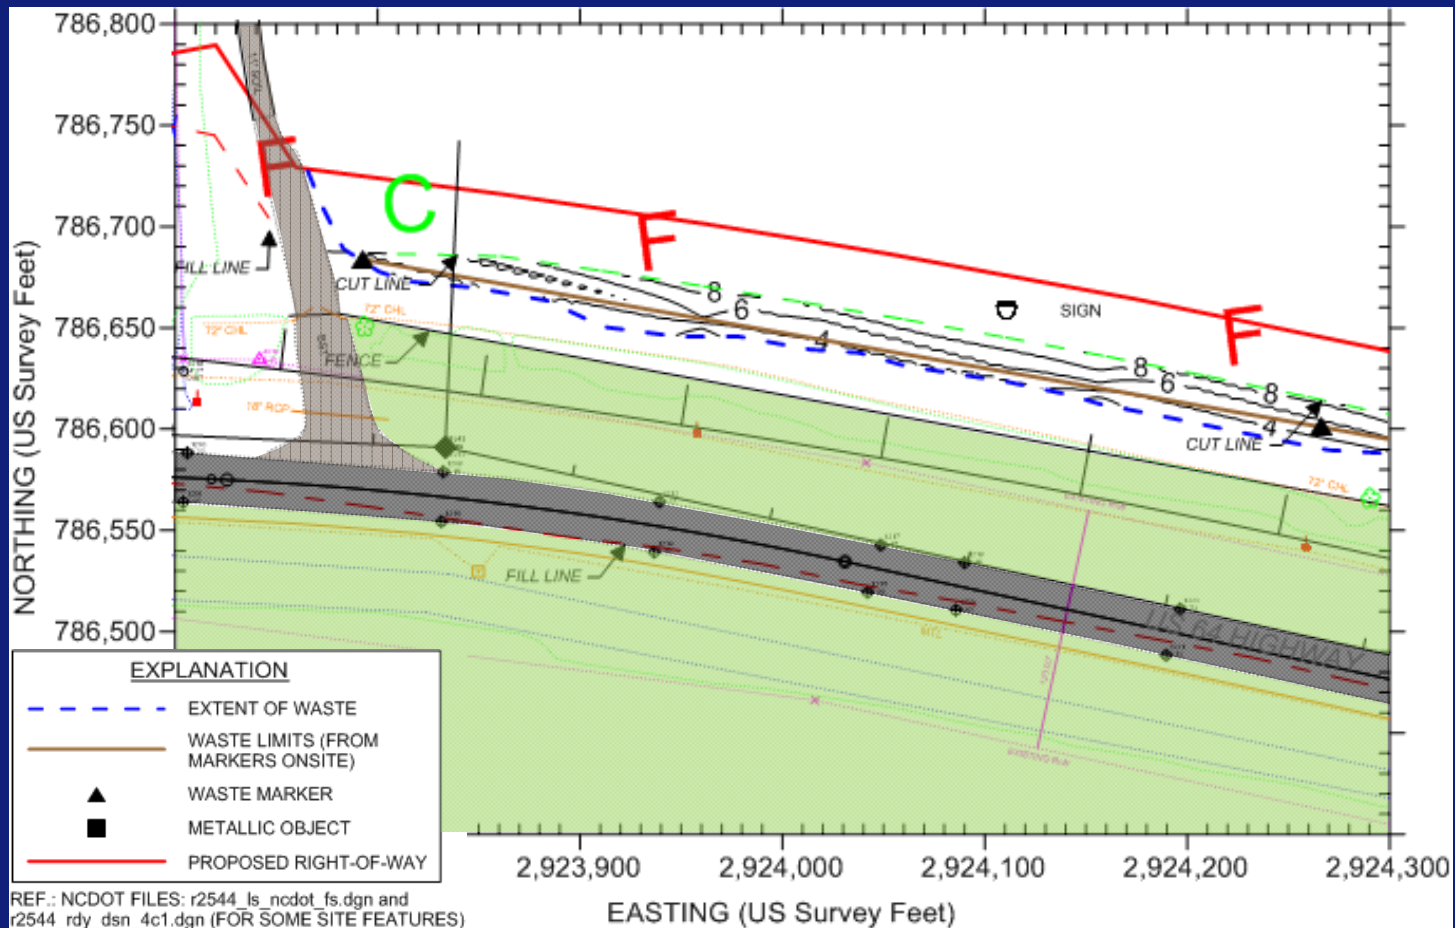 786,800
786,750
786,700
786,650
786,600
786,550
786,500
NORTHING (US Survey Feet)
F
C
F
F
FILL LINE
CUT LINE
8
6
4
SIGN
8
6
8
4
CUT LINE
72" CHL
72" CHL
FENCE
18" RCP
72" CHL
FILL LINE
US 64 HIGHWAY
EXISTING R/W
EXISTING R/W
EXPLANATION
EXTENT OF WASTE
WASTE LIMITS (FROM
MARKERS ONSITE)
WASTE MARKER
METALLIC OBJECT
PROPOSED RIGHT-OF-WAY
2,923,900
2,924,000
2,924,100
2,924,200
2,924,300
EASTING (US Survey Feet)
REF.: NCDOT FILES: r2544_ls_ncdot_fs.dgn and
r2544_rdy_dsn_4c1.dgn (FOR SOME SITE FEATURES)